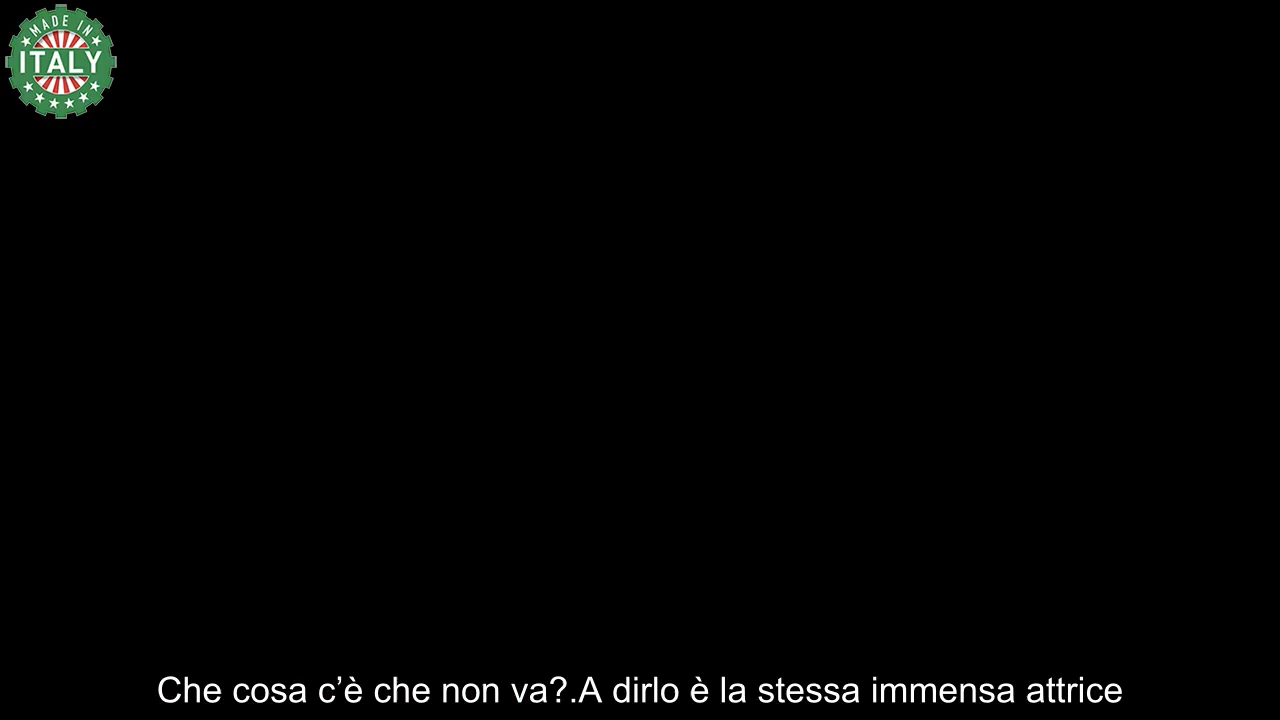 MADE IN
ITALY
Che cosa c’è che non va?.A dirlo è la stessa immensa attrice